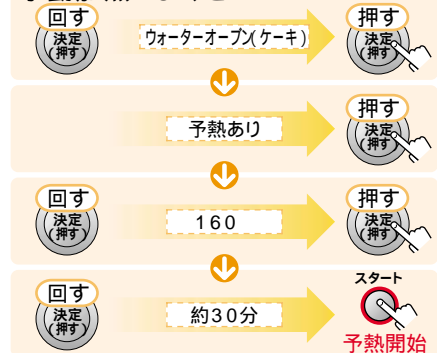 回す
決定
(押す)
ウォーターオーブン(ケーキ)
押す
決定
(押す
予熱あり
押す
決定
(押す
回す
決定
(押す)
160
押す
決定
(押す
回す
決定
(押す)
約30分
スタート
予熱開始